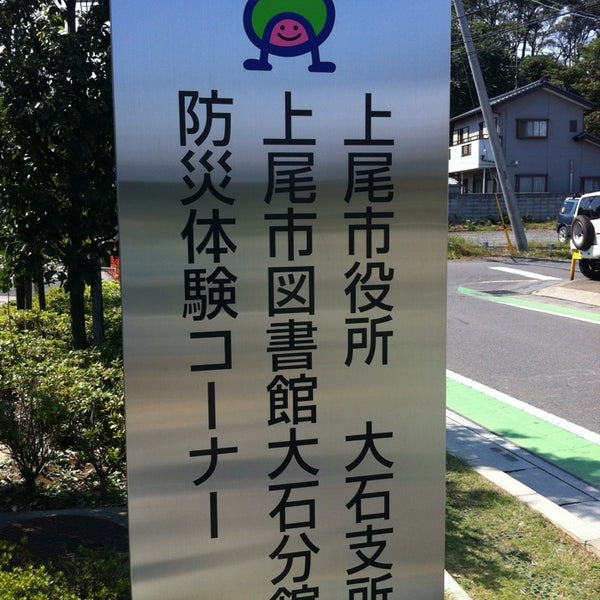 上尾市役所 大石支所
上尾市図書館大石分館
防災体験コーナー